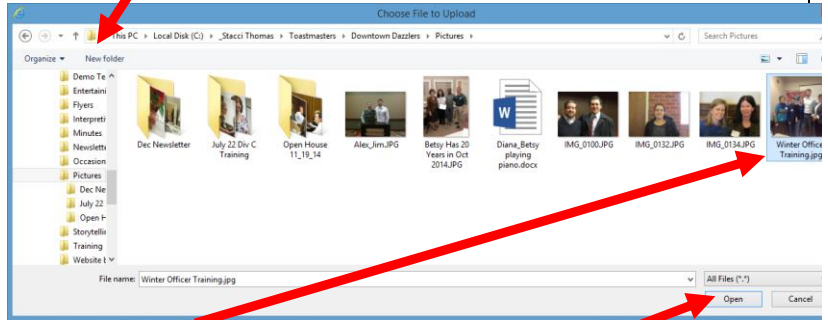 Choose File to Upload
This PC Local Disk (C:) _Stacci Thomas Toastmasters Downtown Dazzlers Pictures
Search Pictures
Organize New folder
Demo Te
Entertaini
Flyers
Interpreti
Minutes
Newslett
Occasion
Pictures
Dec Ne
July 22
Open H
Storytellin
Training
Website t
Dec Newsletter
July 22 Div C
Training
Open House
11_19_14
Alex_Jim.JPG
Betsy Has 20
Years in Oct
2014.JPG
Diana_Betsy
playing
piano.docx
IMG_0100.JPG
IMG_0132.JPG
IMG_0134.JPG
Winter Office
Training.jpg
File name: Winter Officer Training.jpg
All Files (*.*)
Open Cancel